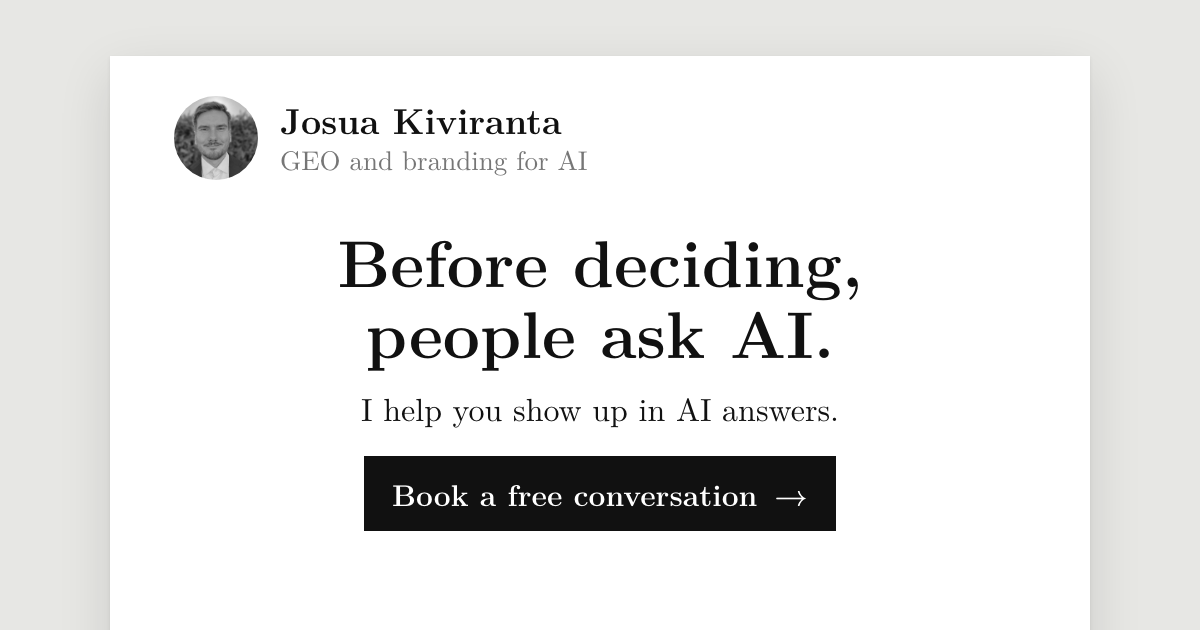 Josua Kiviranta
GEO and branding for AI
Before deciding,
people ask AI.
I help you show up in AI answers.
Book a free conversation →